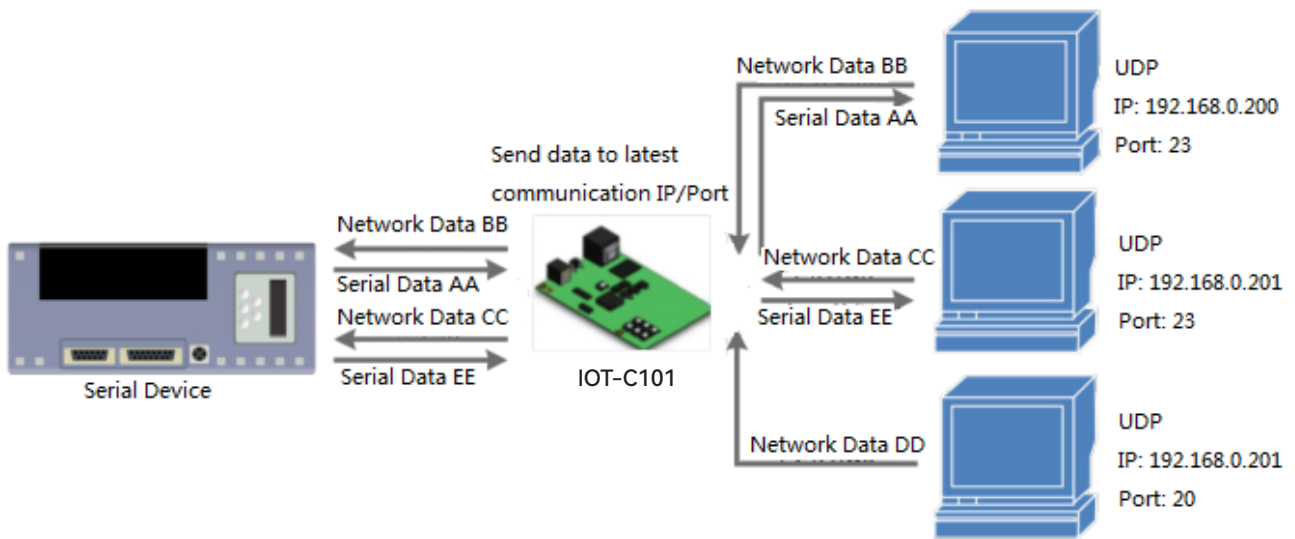 Network Data BB
Serial Data AA
UDP
IP: 192.168.0.200
Port: 23
Send data to latest
communication IP/Port
Network Data BB
Serial Data AA
Network Data CC
Serial Data EE
Serial Device
IOT-C101
Network Data CC
Serial Data EE
UDP
IP: 192.168.0.201
Port: 23
Network Data DD
UDP
IP: 192.168.0.201
Port: 20